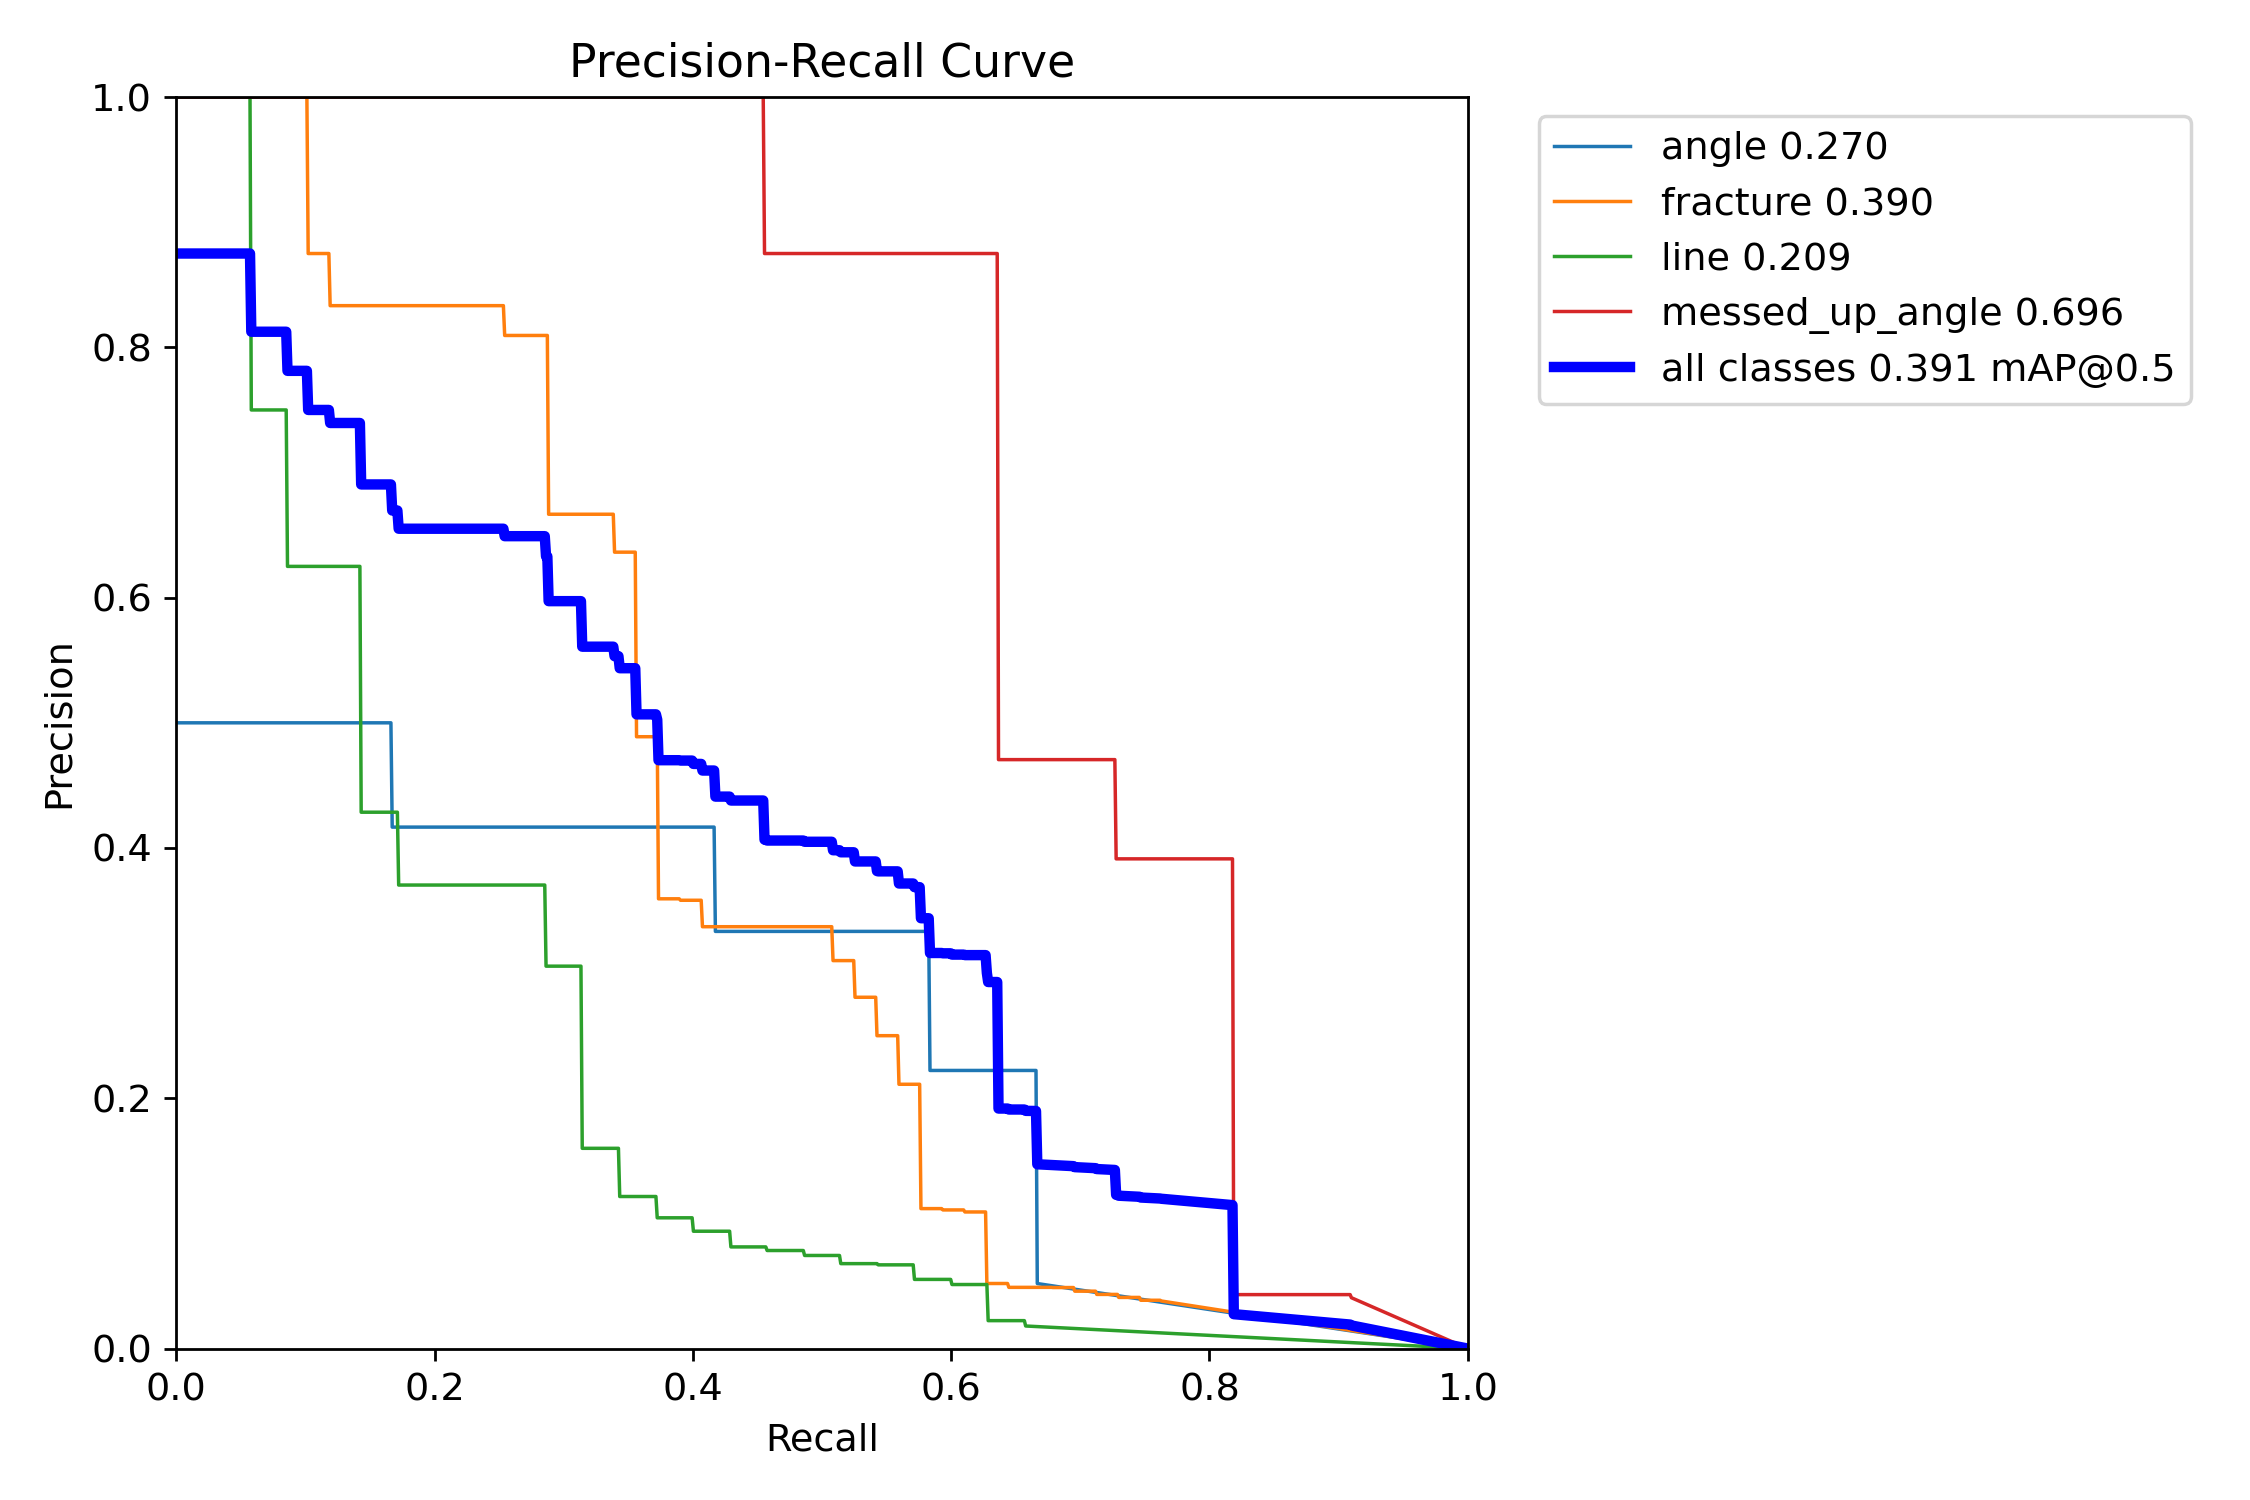 Precision-Recall Curve
1.0
0.8
0.6
0.4
0.2
0.0
Precision
0.0 0.2 0.4 0.6 0.8 1.0
Recall
angle 0.270
fracture 0.390
line 0.209
messed_up_angle 0.696
all classes 0.391 mAP@0.5